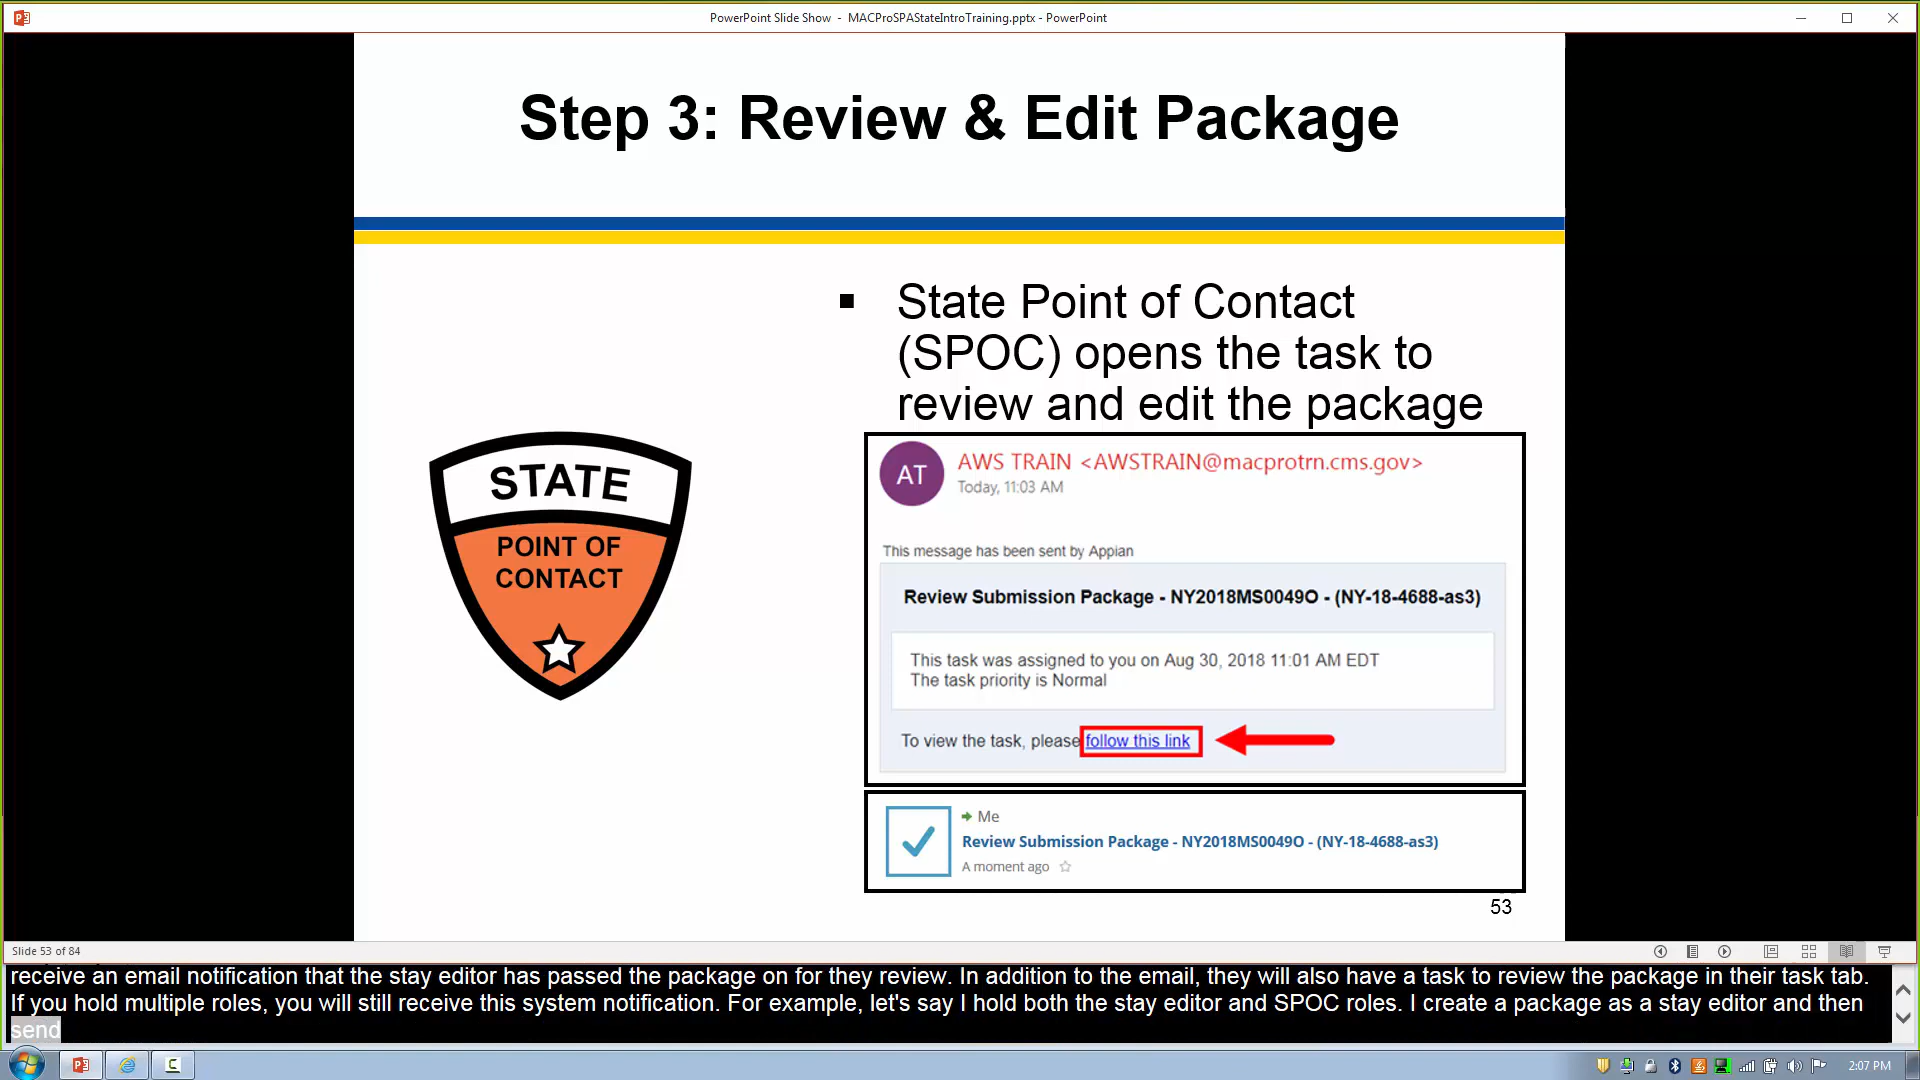 PowerPoint Slide Show - MACProSPAStateIntroTraining.pptx - PowerPoint
Step 3: Review & Edit Package
■ State Point of Contact
(SPOC) opens the task to
review and edit the package
STATE
POINT OF
CONTACT
AT
AWS TRAIN <AWSTRAIN@macprotrn.cms.gov>
Today, 11:03 AM
This message has been sent by Appian
Review Submission Package - NY2018MS0049O - (NY-18-4688-as3)
This task was assigned to you on Aug 30, 2018 11:01 AM EDT
The task priority is Normal
To view the task, please follow this link
Me
Review Submission Package - NY2018MS0049O - (NY-18-4688-as3)
A moment ago
53
Slide 53 of 84
receive an email notification that the stay editor has passed the package on for they review. In addition to the email, they will also have a task to review the package in their task tab.
If you hold multiple roles, you will still receive this system notification. For example, let's say I hold both the stay editor and SPOC roles. I create a package as a stay editor and then
send
2:07 PM